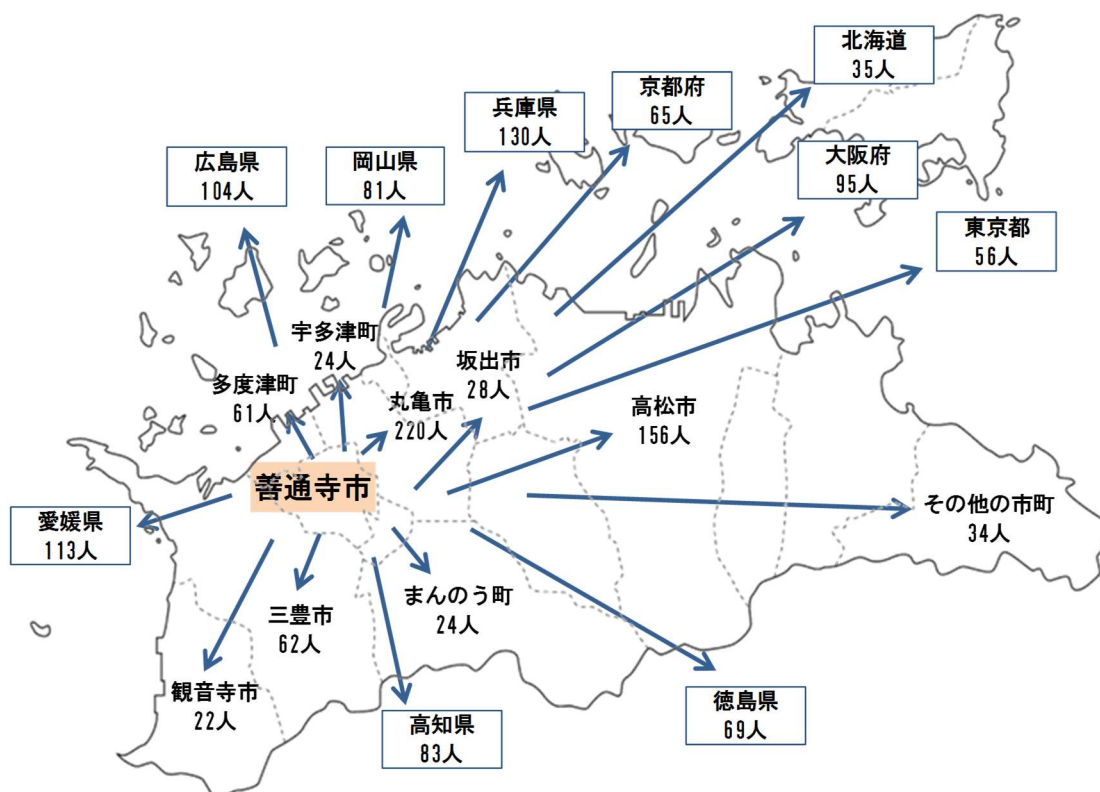 北海道
35人
京都府
65人
兵庫県
130人
大阪府
95人
広島県
104人
岡山県
81人
東京都
56人
宇多津町
24人
坂出市
28人
多度津町
61人
丸亀市
220人
高松市
156人
善通寺市
その他の市町
34人
愛媛県
113人
まんのう町
24人
三豊市
62人
観音寺市
22人
高知県
83人
徳島県
69人